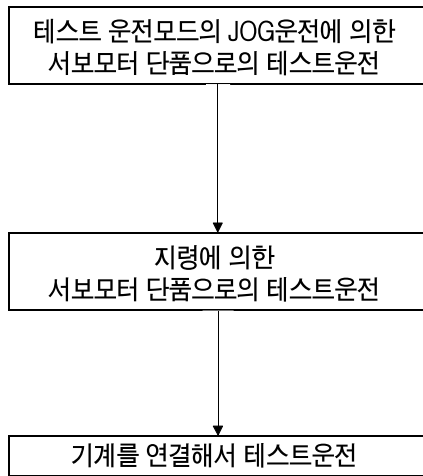 테스트 운전모드의 JOG운전에 의한
서보모터 단품으로의 테스트운전
지령에 의한
서보모터 단품으로의 테스트운전
기계를 연결해서 테스트운전